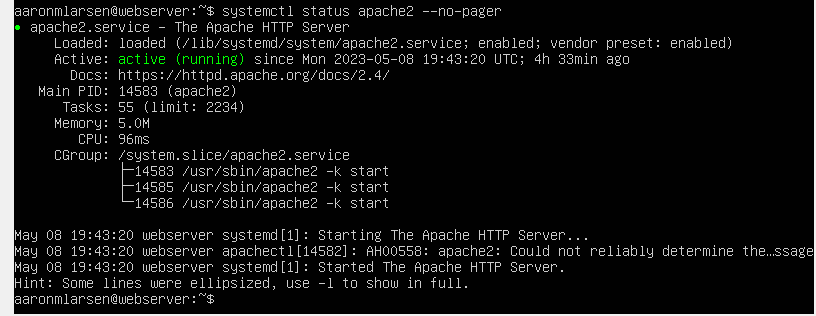 aaronmlarsen@webserver:~$ systemctl status apache2 --no-pager
● apache2.service - The Apache HTTP Server
     Loaded: loaded (/lib/systemd/system/apache2.service; enabled; vendor preset: enabled)
     Active: active (running) since Mon 2023-05-08 19:43:20 UTC; 4h 33min ago
       Docs: https://httpd.apache.org/docs/2.4/
   Main PID: 14583 (apache2)
      Tasks: 55 (limit: 2234)
     Memory: 5.0M
        CPU: 96ms
     CGroup: /system.slice/apache2.service
             ├─14583 /usr/sbin/apache2 -k start
             ├─14585 /usr/sbin/apache2 -k start
             └─14586 /usr/sbin/apache2 -k start

May 08 19:43:20 webserver systemd[1]: Starting The Apache HTTP Server...
May 08 19:43:20 webserver apachectl[14582]: AH00558: apache2: Could not reliably determine the…ssage
May 08 19:43:20 webserver systemd[1]: Started The Apache HTTP Server.
Hint: Some lines were ellipsized, use -l to show in full.
aaronmlarsen@webserver:~$